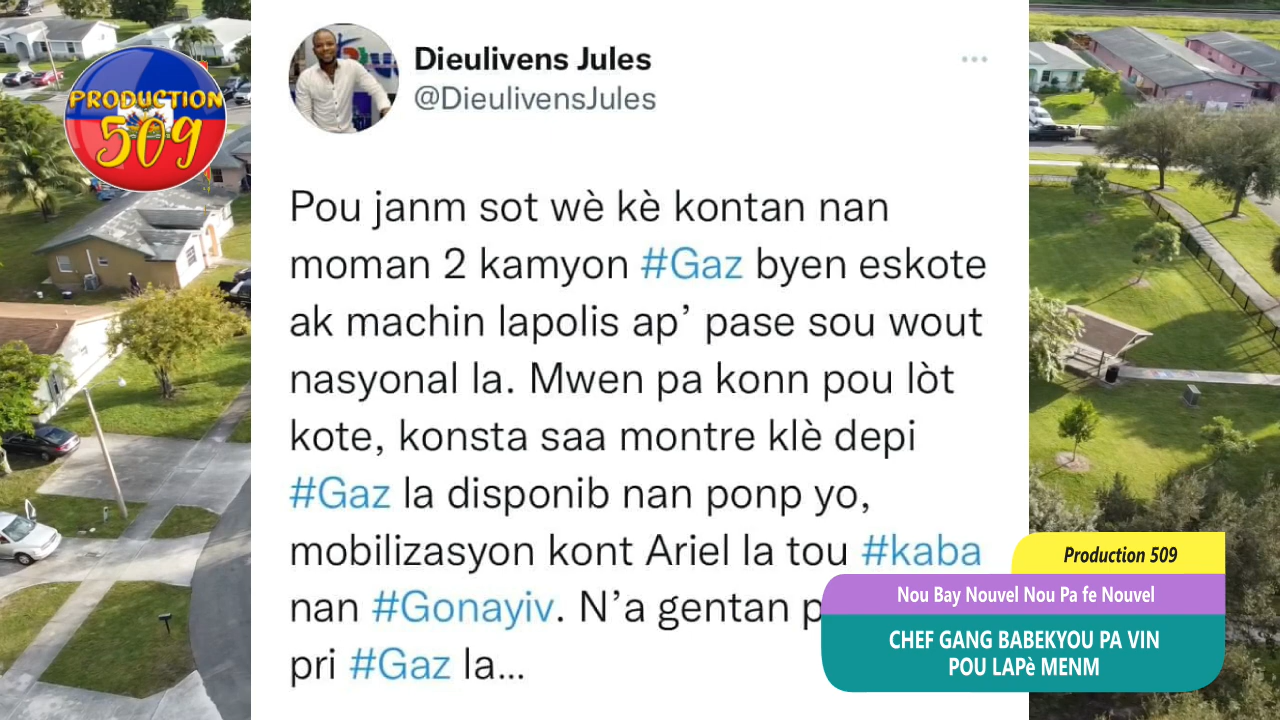 PRODUCTION
509
Dieulivens Jules
@DieulivensJules
Pou janm sot wè kè kontan nan
moman 2 kamyon #Gaz byen eskote
ak machin lapolis ap’ pase sou wout
nasyonal la. Mwen pa konn pou lòt
kote, konsta saa montre klè depi
#Gaz la disponib nan ponp yo,
mobilizasyon kont Ariel la tou #kaba
nan #Gonayiv. N’a gentan
pri #Gaz la...
Production 509
Nou Bay Nouvel Nou Pa fe Nouvel
CHEF GANG BABEKYOU PA VIN
POU LAPè MENM